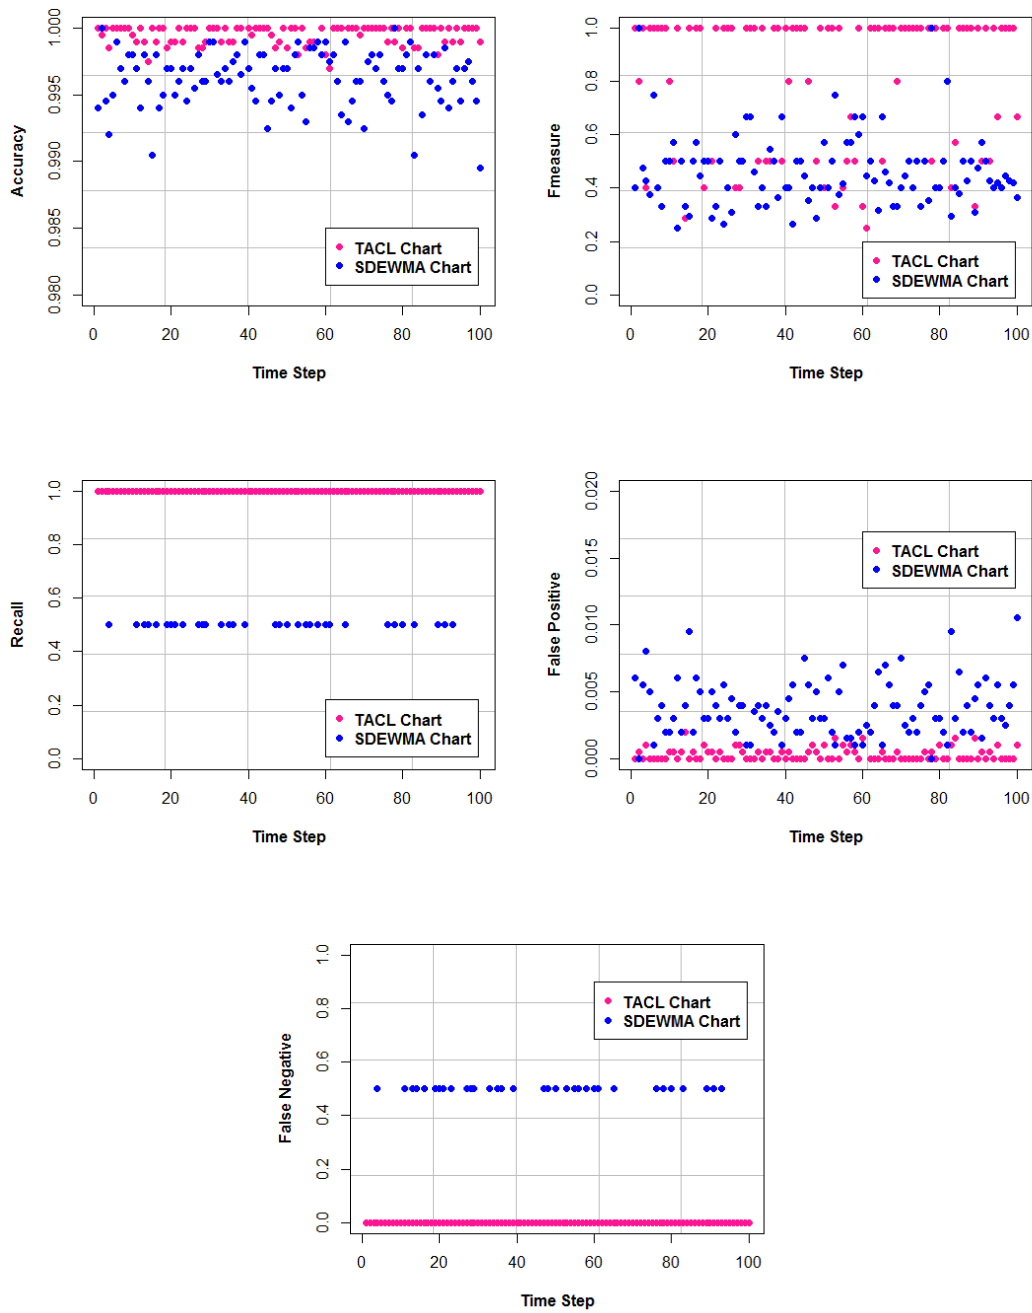 Accuracy
1.000
0.995
0.990
0.985
0.980
TACL Chart
SDEWMA Chart
0 20 40 60 80 100
Time Step
Fmeasure
1.0
0.8
0.6
0.4
0.2
0.0
TACL Chart
SDEWMA Chart
0 20 40 60 80 100
Time Step
Recall
1.0
0.8
0.6
0.4
0.2
0.0
TACL Chart
SDEWMA Chart
0 20 40 60 80 100
Time Step
False Positive
0.020
0.015
0.010
0.005
0.000
TACL Chart
SDEWMA Chart
0 20 40 60 80 100
Time Step
False Negative
1.0
0.8
0.6
0.4
0.2
0.0
TACL Chart
SDEWMA Chart
0 20 40 60 80 100
Time Step